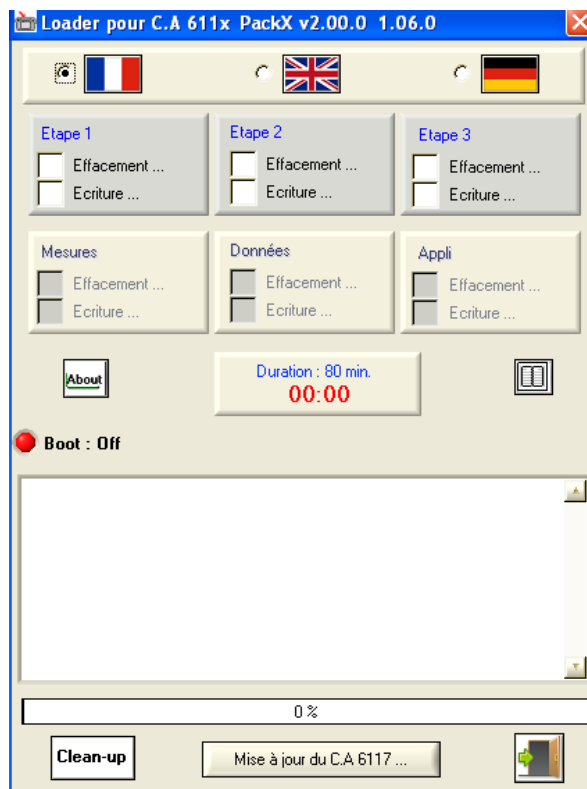 Loader pour C.A 611x PackX v2.00.0 1.06.0
Etape 1
Effacement ...
Ecriture ...
Etape 2
Effacement ...
Ecriture ...
Etape 3
Effacement ...
Ecriture ...
Mesures
Effacement ...
Ecriture ...
Données
Effacement ...
Ecriture ...
Appli
Effacement ...
Ecriture ...
About
Duration : 80 min.
00:00
Boot : Off
0 %
Clean-up
Mise à jour du C.A 6117 ...